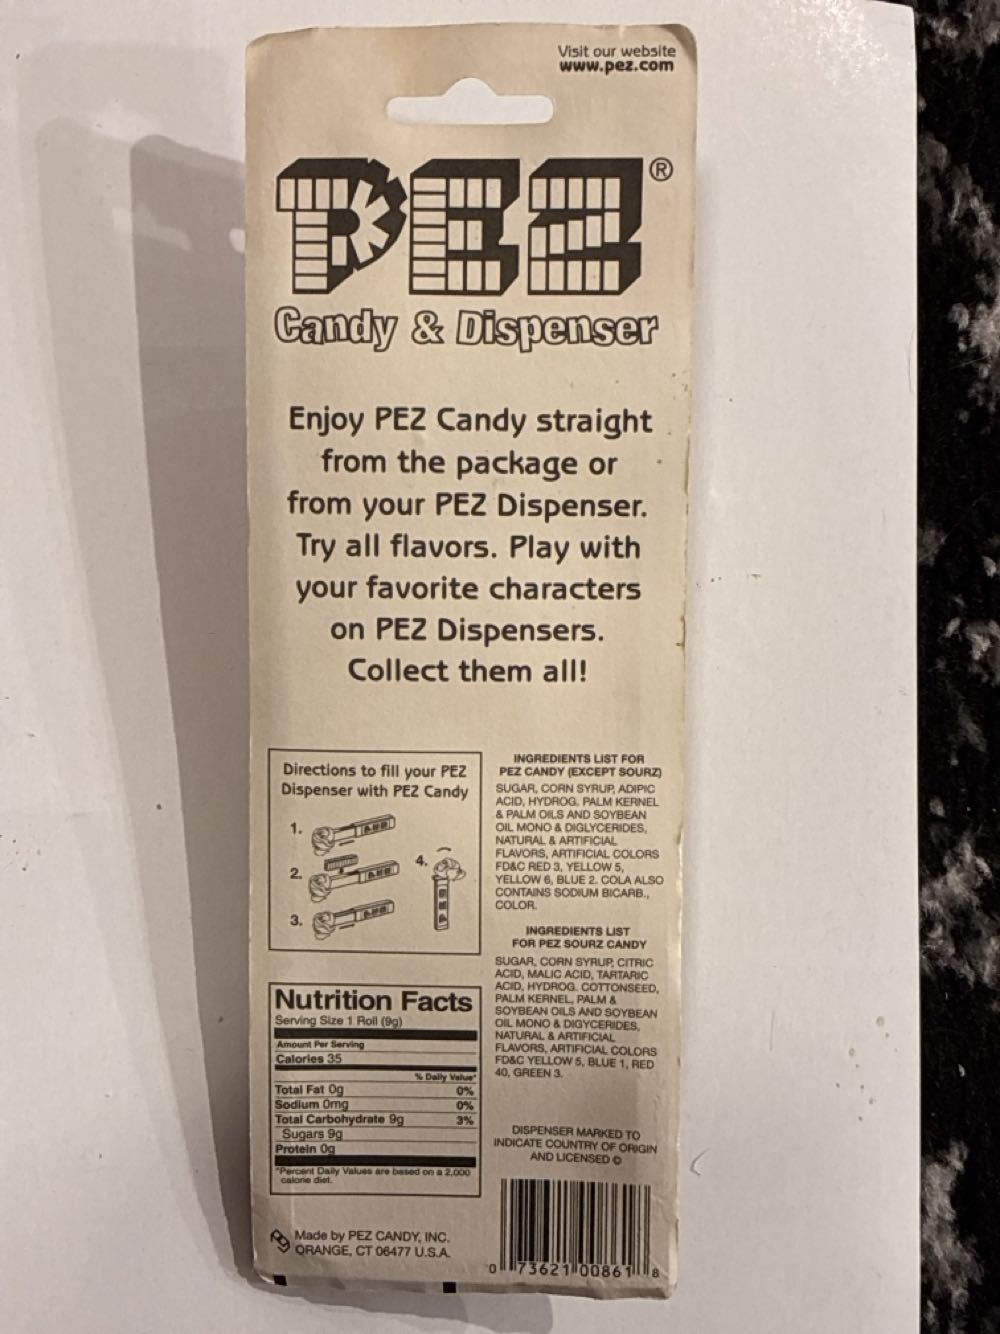 Visit our website
www.pez.com
PEZ®
Candy & Dispenser
Enjoy PEZ Candy straight
from the package or
from your PEZ Dispenser.
Try all flavors. Play with
your favorite characters
on PEZ Dispensers.
Collect them all!
Directions to fill your PEZ
Dispenser with PEZ Candy
1.
2.
3.
4.
INGREDIENTS LIST FOR
PEZ CANDY (EXCEPT SOURZ)
SUGAR, CORN SYRUP, ADIPIC
ACID, HYDROG. PALM KERNEL
& PALM OILS AND SOYBEAN
OIL MONO & DIGLYCERIDES,
NATURAL & ARTIFICIAL
FLAVORS, ARTIFICIAL COLORS
FD&C RED 3, YELLOW 5,
YELLOW 6, BLUE 2. COLA ALSO
CONTAINS SODIUM BICARB.,
COLOR.
INGREDIENTS LIST
FOR PEZ SOURZ CANDY
SUGAR, CORN SYRUP, CITRIC
ACID, MALIC ACID, TARTARIC
ACID, HYDROG. COTTONSEED,
PALM KERNEL, PALM &
SOYBEAN OILS AND SOYBEAN
OIL MONO & DIGYCERIDES,
NATURAL & ARTIFICIAL
FLAVORS, ARTIFICIAL COLORS
FD&C YELLOW 5, BLUE 1, RED
40, GREEN 3.
Nutrition Facts
Serving Size 1 Roll (9g)
Amount Per Serving
Calories 35
% Daily Value*
Total Fat 0g 0%
Sodium 0mg 0%
Total Carbohydrate 9g 3%
Sugars 9g
Protein 0g
*Percent Daily Values are based on a 2,000
calorie diet.
DISPENSER MARKED TO
INDICATE COUNTRY OF ORIGIN
AND LICENSED ©
Made by PEZ CANDY, INC.
ORANGE, CT 06477 U.S.A.
0 73621 00861 8